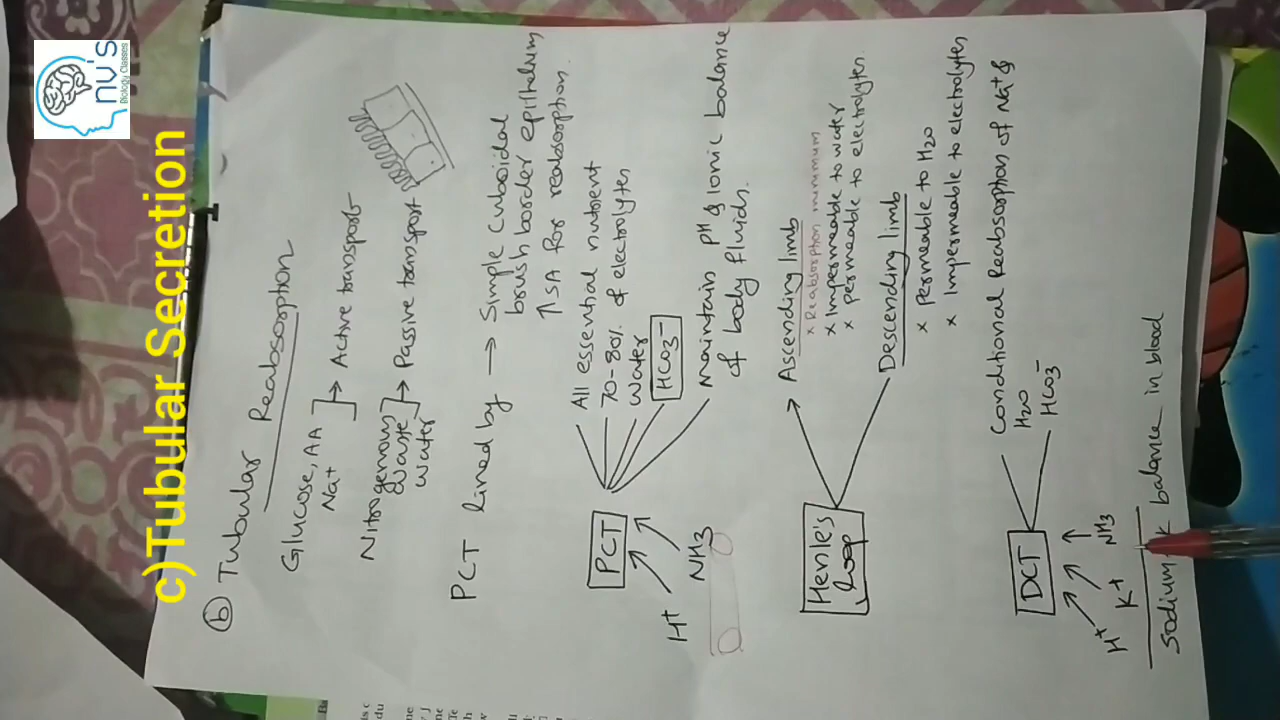 nv's
Biology Classes
c)Tubular Secretion
(b) Tubular Reabsorption
Glucose, AA
Na+
→ Active transport
Nitrogenous
waste
water
→ Passive transport
PCT lined by → Simple cuboidal
brush border epithelium
↑ SA for reabsorption.
PCT
All essential nutrient
70-80% of electrolytes
water
HCO3-
Maintain pH & ionic balance
of body fluids.
H+ NH3
Henle's
Loop
Ascending limb
x Reabsorption minimum
x Impermeable to water
x permeable to electrolyten.
Descending limb
x permeable to H2O
x Impermeable to electrolytes
DCT
Conditional Reabsorption of Na+ &
H2O
HCO3-
H+ K+ NH3
Sodium K balance in blood